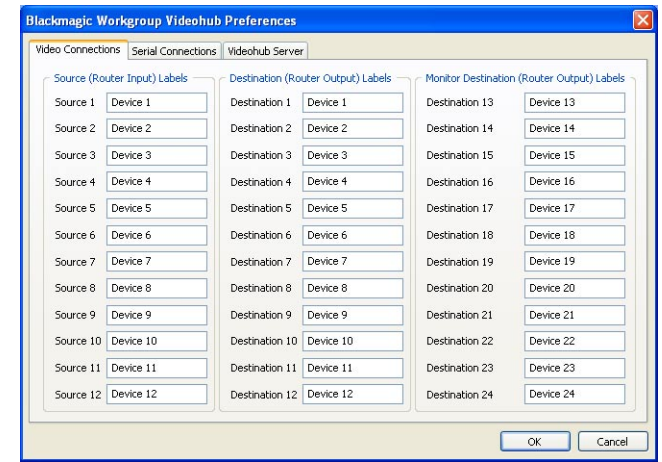 Blackmagic Workgroup Videohub Preferences
Video Connections Serial Connections Videohub Server
Source (Router Input) Labels Destination (Router Output) Labels Monitor Destination (Router Output) Labels
Source 1 Device 1 Destination 1 Device 1 Destination 13 Device 13
Source 2 Device 2 Destination 2 Device 2 Destination 14 Device 14
Source 3 Device 3 Destination 3 Device 3 Destination 15 Device 15
Source 4 Device 4 Destination 4 Device 4 Destination 16 Device 16
Source 5 Device 5 Destination 5 Device 5 Destination 17 Device 17
Source 6 Device 6 Destination 6 Device 6 Destination 18 Device 18
Source 7 Device 7 Destination 7 Device 7 Destination 19 Device 19
Source 8 Device 8 Destination 8 Device 8 Destination 20 Device 20
Source 9 Device 9 Destination 9 Device 9 Destination 21 Device 21
Source 10 Device 10 Destination 10 Device 10 Destination 22 Device 22
Source 11 Device 11 Destination 11 Device 11 Destination 23 Device 23
Source 12 Device 12 Destination 12 Device 12 Destination 24 Device 24
OK Cancel